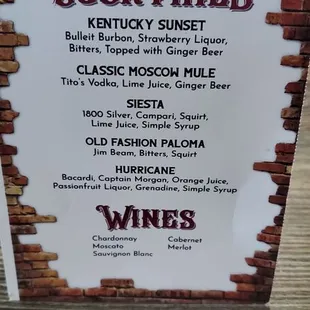 KENTUCKY SUNSET
Bulleit Burbon, Strawberry Liquor,
Bitters, Topped with Ginger Beer
CLASSIC MOSCOW MULE
Tito's Vodka, Lime Juice, Ginger Beer
SIESTA
1800 Silver, Campari, Squirt,
Lime Juice, Simple Syrup
OLD FASHION PALOMA
Jim Beam, Bitters, Squirt
HURRICANE
Bacardi, Captain Morgan, Orange Juice,
Passionfruit Liquor, Grenadine, Simple Syrup
WINES
Chardonnay Cabernet
Moscato Merlot
Sauvignon Blanc